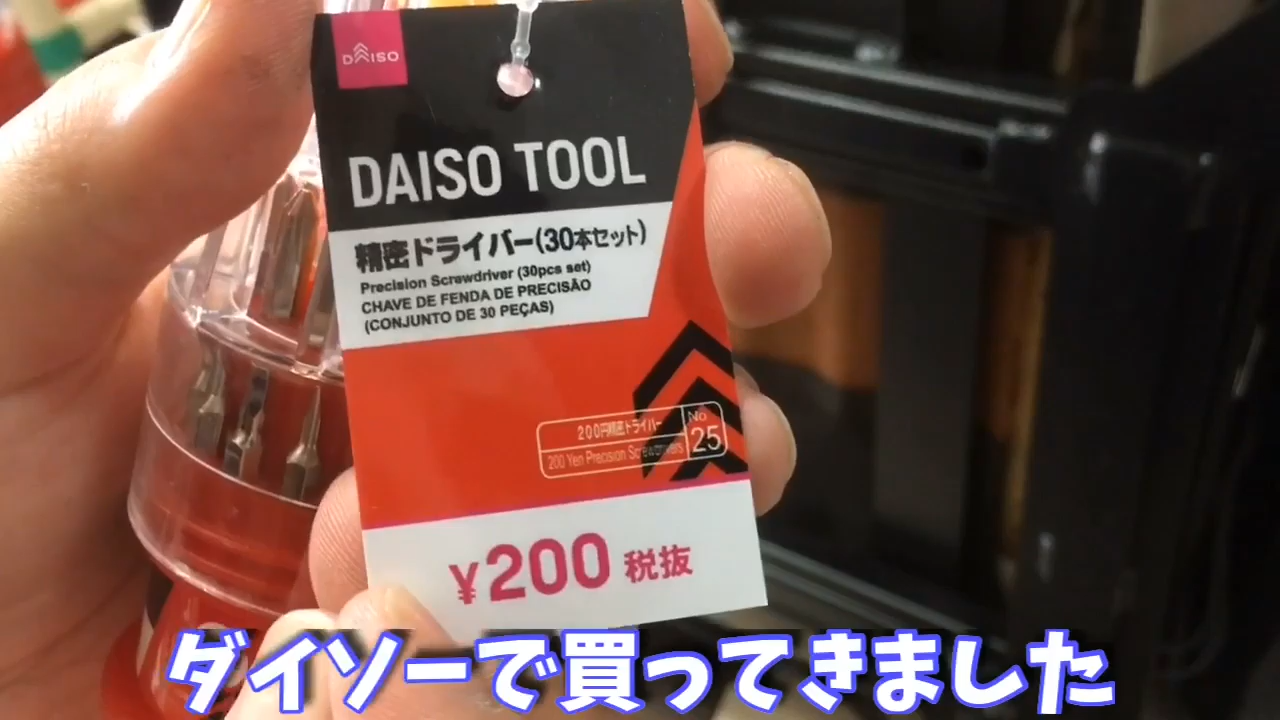 DAISO
DAISO TOOL
精密ドライバー(30本セット)
Precision Screwdriver (30pcs set)
CHAVE DE FENDA DE PRECISÃO
(CONJUNTO DE 30 PEÇAS)
200円精密ドライバー
200 Yen Precision Screwdrivers
No
25
¥200 税抜
ダイソーで買ってきました